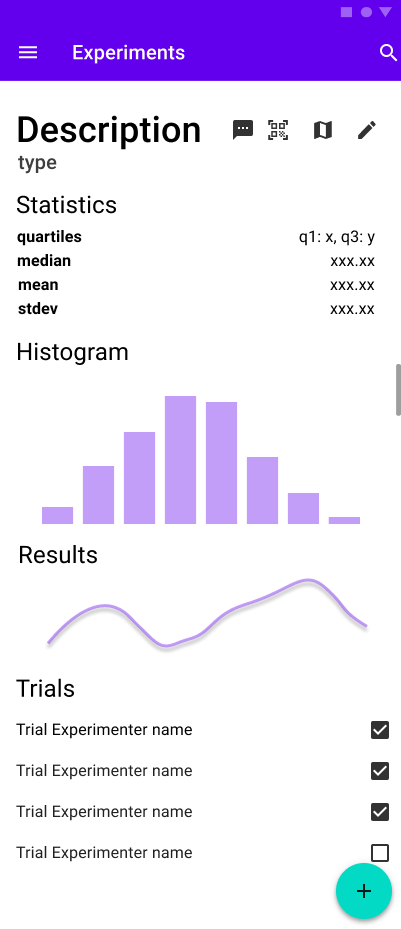 Experiments
Description
type
Statistics
quartiles q1: x, q3: y
median xxx.xx
mean xxx.xx
stdev xxx.xx
Histogram
Results
Trials
Trial Experimenter name
Trial Experimenter name
Trial Experimenter name
Trial Experimenter name